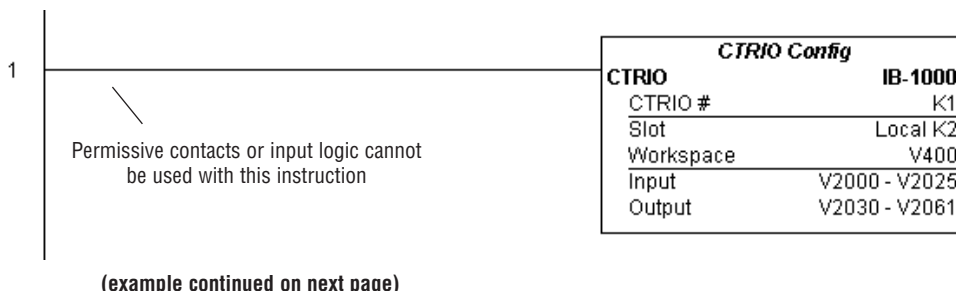 CTRIO Config
1
CTRIO IB-1000
CTRIO # K1
Slot Local K2
Workspace V400
Input V2000 - V2025
Output V2030 - V2061
Permissive contacts or input logic cannot
be used with this instruction
(example continued on next page)